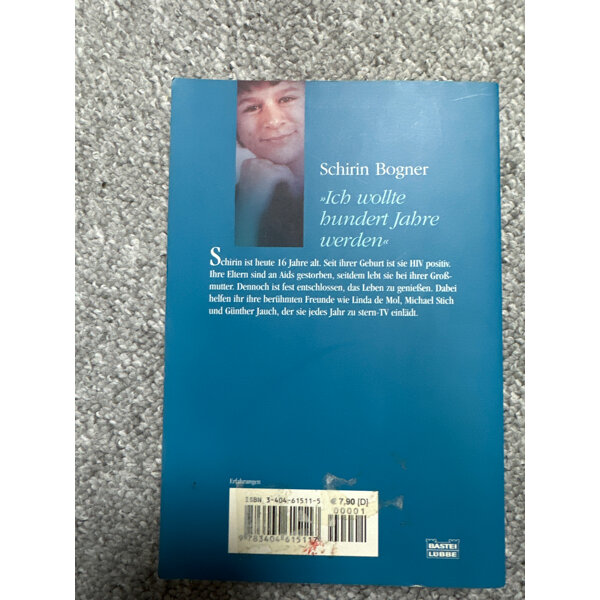 Schirin Bogner
»Ich wollte
hundert Jahre
werden«
Schirin ist heute 16 Jahre alt. Seit ihrer Geburt ist sie HIV positiv.
Ihre Eltern sind an Aids gestorben, seitdem lebt sie bei ihrer Groß-
mutter. Dennoch ist fest entschlossen, das Leben zu genießen. Dabei
helfen ihr ihre berühmten Freunde wie Linda de Mol, Michael Stich
und Günther Jauch, der sie jedes Jahr zu stern-TV einlädt.
Erfahrungen
ISBN 3-404-61511-5 € 7,90 (D)
00001
9 783404 61511
BASTEI
LÜBBE